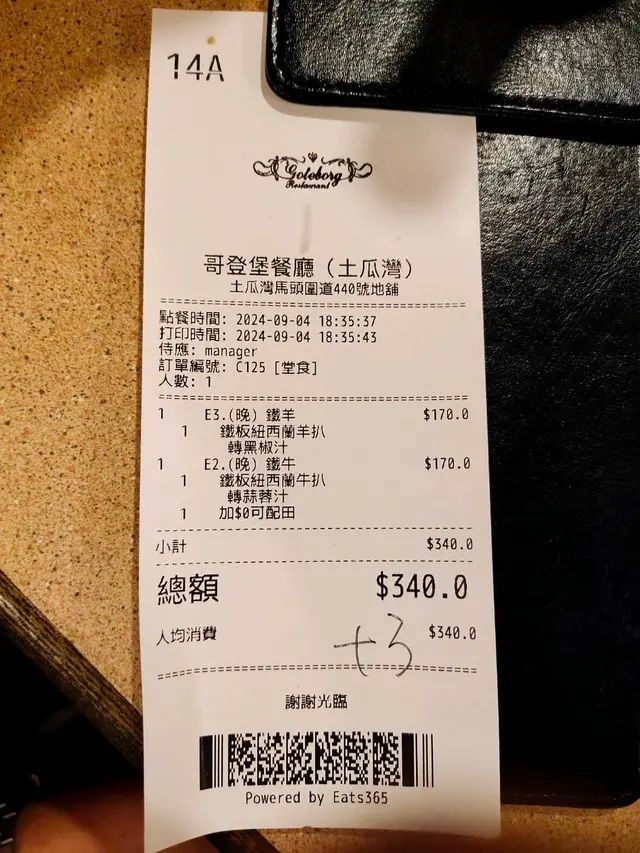 14A
Goteborg
Restaurant
哥登堡餐廳（土瓜灣）
土瓜灣馬頭圍道440號地舖
點餐時間: 2024-09-04 18:35:37
打印時間: 2024-09-04 18:35:43
侍應: manager
訂單編號: C125 [堂食]
人數: 1
1 E3.(晚) 鐵羊 $170.0
1 鐵板紐西蘭羊扒
轉黑椒汁
1 E2.(晚) 鐵牛 $170.0
1 鐵板紐西蘭牛扒
轉蒜蓉汁
1 加$0可配田
小計 $340.0
總額 $340.0
人均消費 $340.0
+3
謝謝光臨
Powered by Eats365